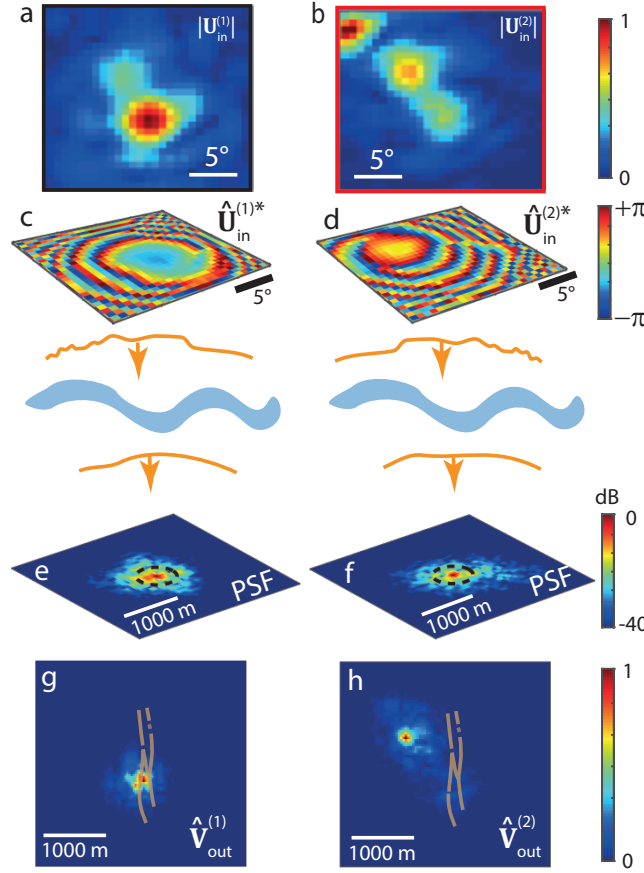 a
|U_in^(1)|
5°
b
|U_in^(2)|
5°
1
0
c
Û_in^(1)*
5°
d
Û_in^(2)*
5°
+π
−π
e
PSF
1000 m
f
PSF
1000 m
dB
0
-40
g
1000 m
V̂_out^(1)
h
1000 m
V̂_out^(2)
1
0